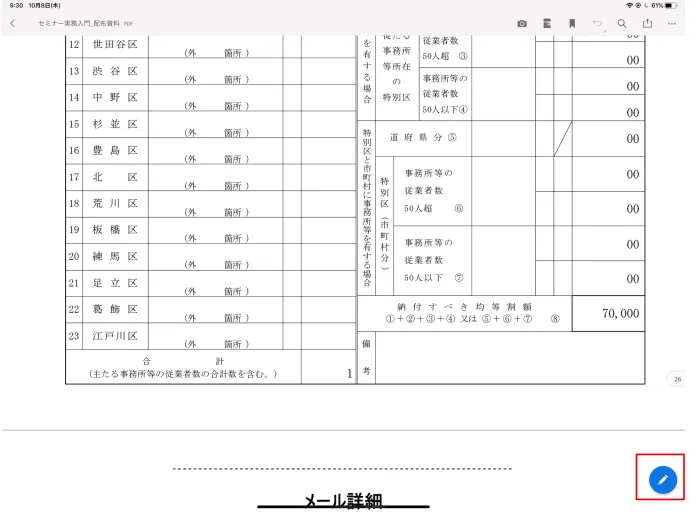 9:30 10月8日(木)
61%
セミナー実務入門_配布資料 PDF
12 世田谷区 (外 箇所)
13 渋谷区 (外 箇所)
14 中野区 (外 箇所)
15 杉並区 (外 箇所)
16 豊島区 (外 箇所)
17 北区 (外 箇所)
18 荒川区 (外 箇所)
19 板橋区 (外 箇所)
20 練馬区 (外 箇所)
21 足立区 (外 箇所)
22 葛飾区 (外 箇所)
23 江戸川区 (外 箇所)
合計
(主たる事務所等の従業者数の合計数を含む。) 1
を有する場合
事務所
等所在
の
特別区
従業者数
50人超 ③
00
00
事務所等の
従業者数
50人以下④
00
00
特別区と市町村に事務所等を有する場合
道府県分⑤ 00
特別区(市町村分)
事務所等の
従業者数
50人超 ⑥
00
00
事務所等の
従業者数
50人以下 ⑦
00
00
納付すべき均等割額
①+②+③+④ 又は ⑤+⑥+⑦ ⑧
70,000
備考
26
メール詳細